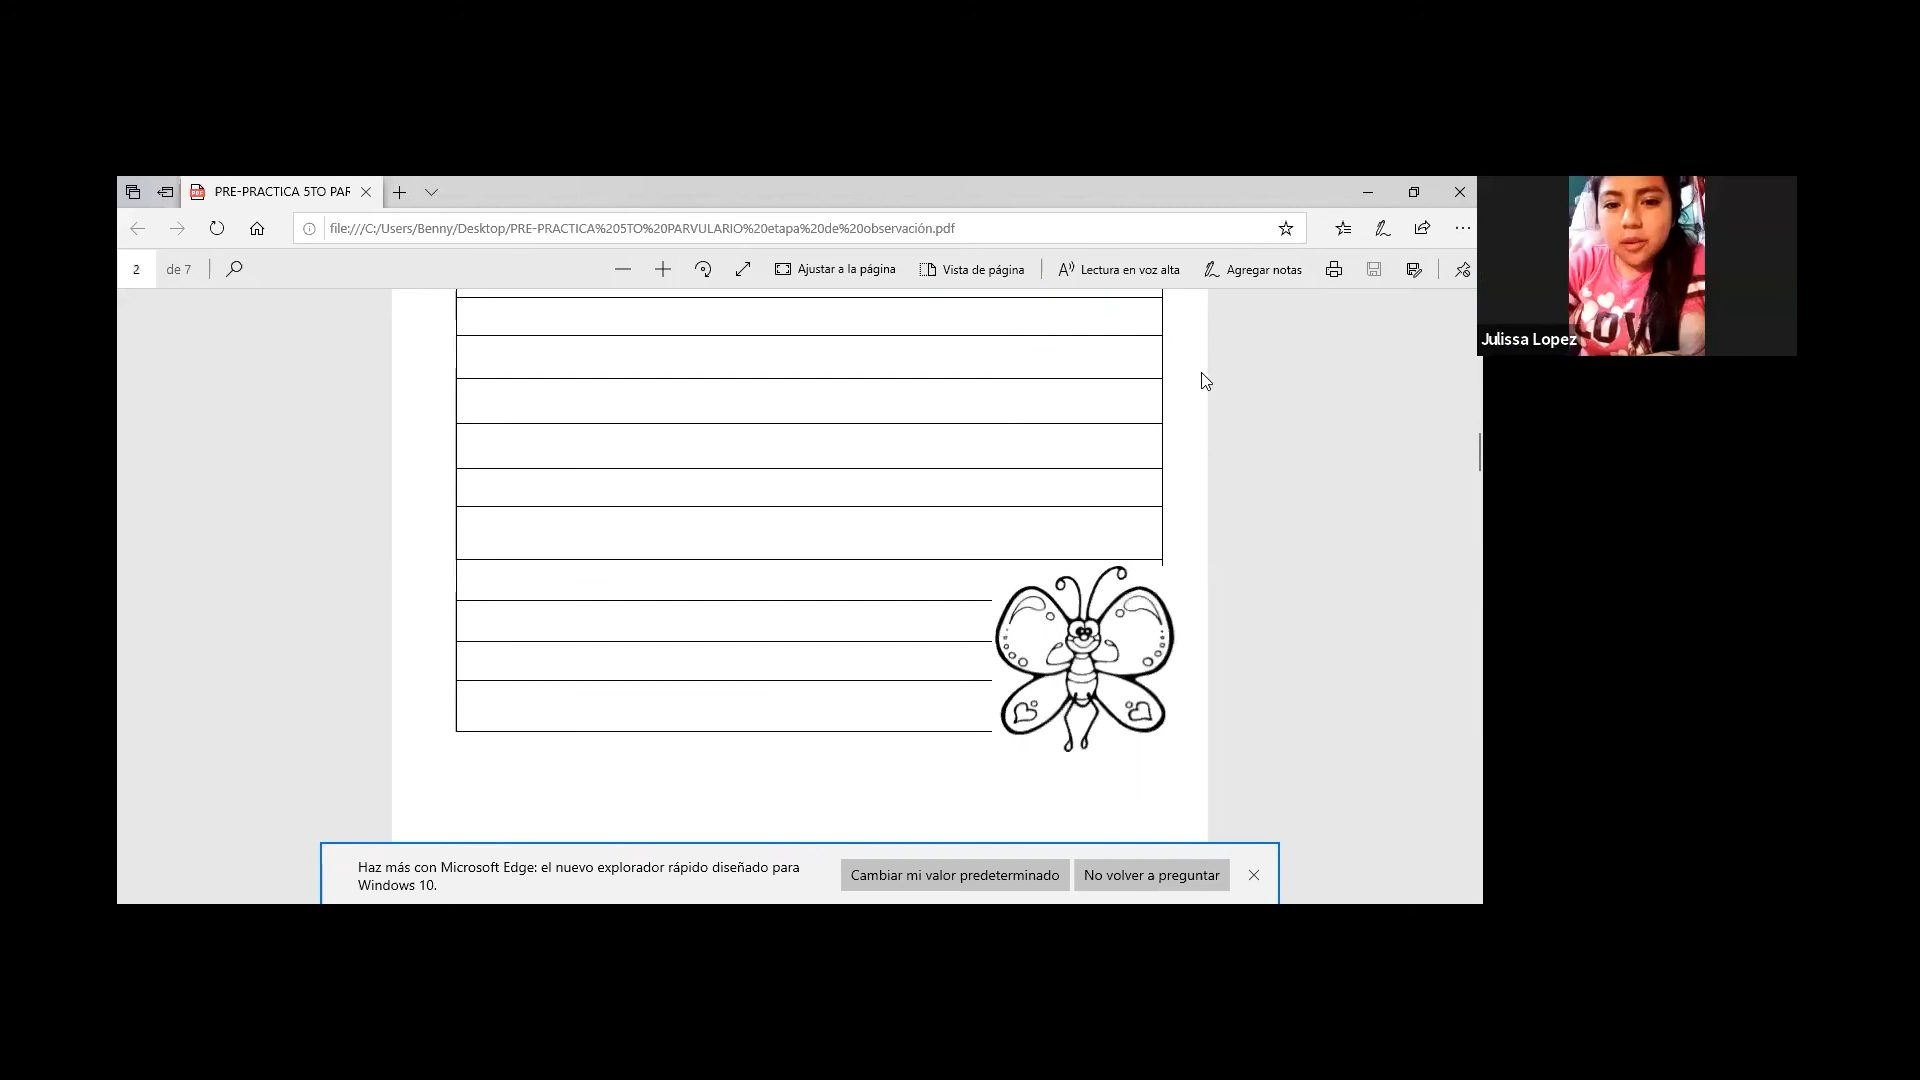 PRE-PRACTICA 5TO PAR
file:///C:/Users/Benny/Desktop/PRE-PRACTICA%205TO%20PARVULARIO%20etapa%20de%20observación.pdf
2 de 7 Ajustar a la página Vista de página Lectura en voz alta Agregar notas
LOV
Julissa Lopez
Haz más con Microsoft Edge: el nuevo explorador rápido diseñado para
Windows 10.
Cambiar mi valor predeterminado No volver a preguntar